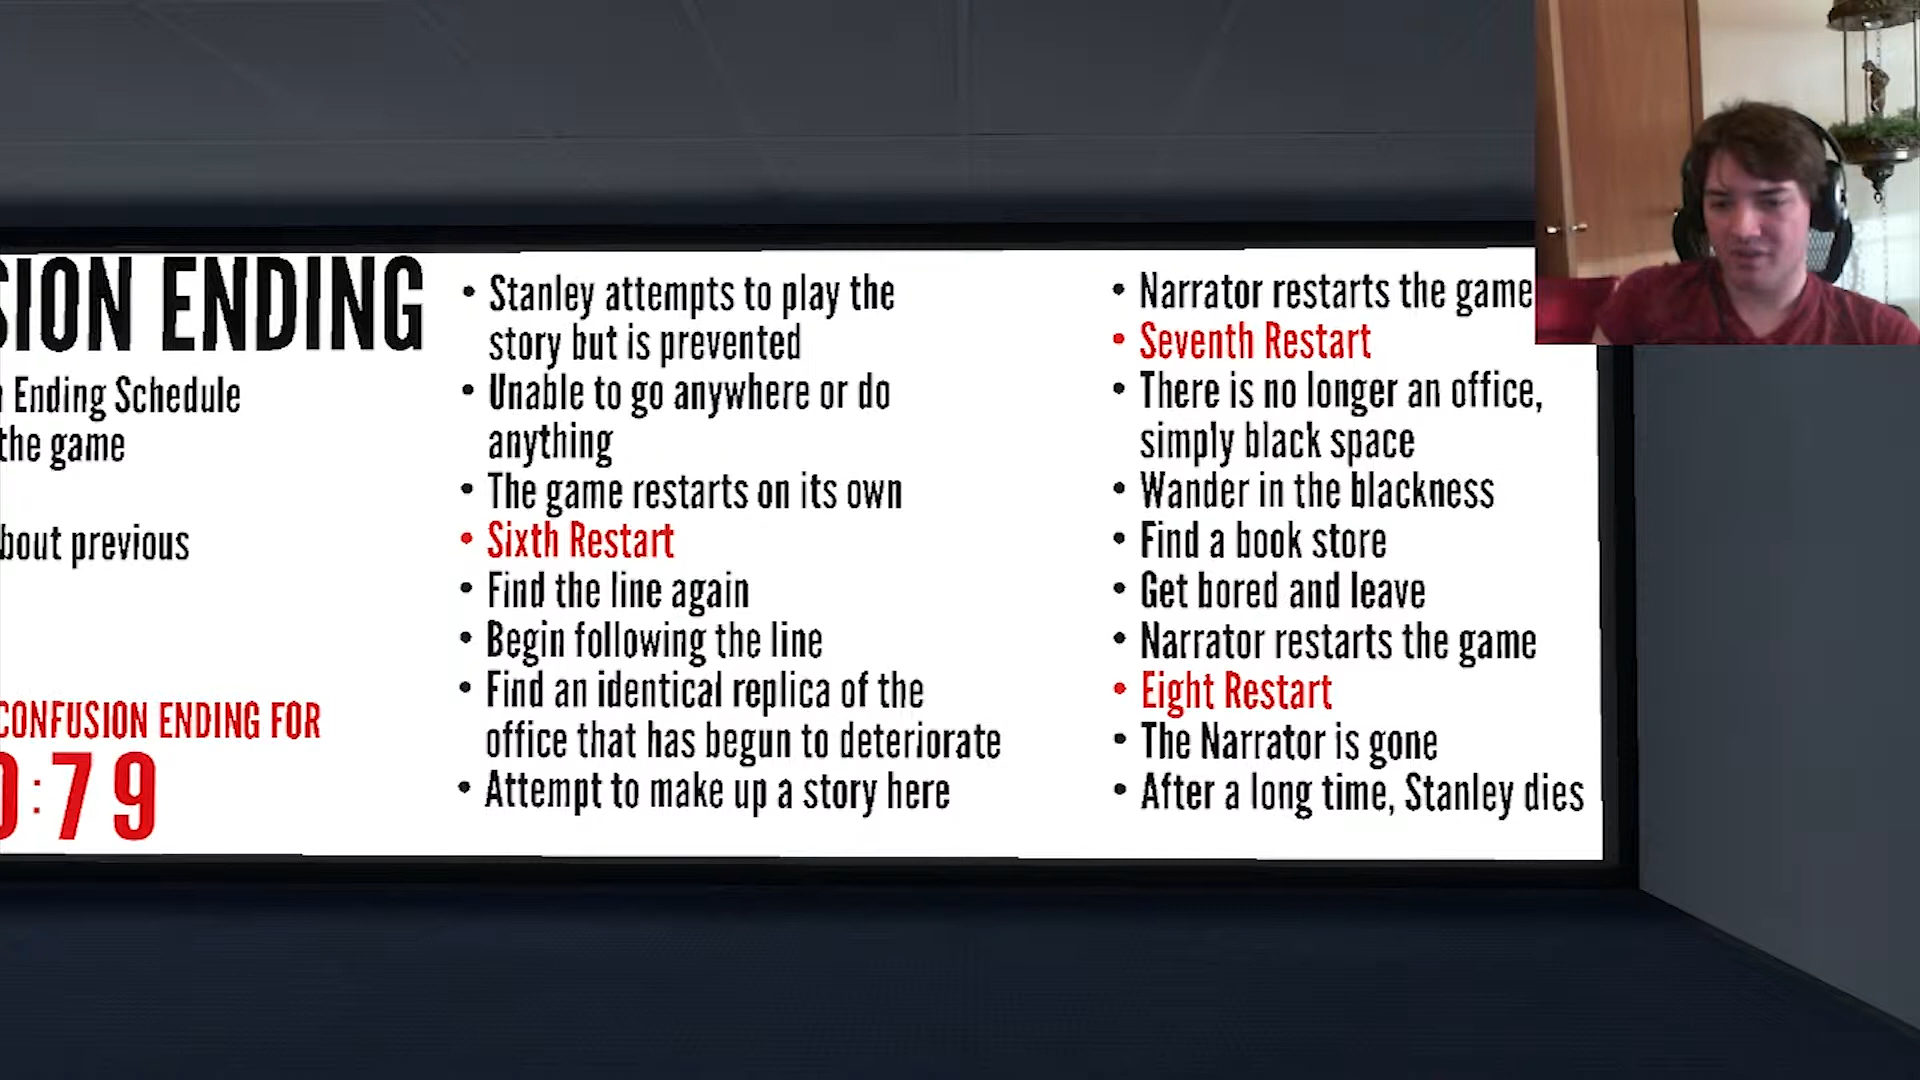 SION ENDING
Ending Schedule
the game
bout previous
CONFUSION ENDING FOR
:79
• Stanley attempts to play the
story but is prevented
• Unable to go anywhere or do
anything
• The game restarts on its own
• Sixth Restart
• Find the line again
• Begin following the line
• Find an identical replica of the
office that has begun to deteriorate
• Attempt to make up a story here
• Narrator restarts the game
• Seventh Restart
• There is no longer an office,
simply black space
• Wander in the blackness
• Find a book store
• Get bored and leave
• Narrator restarts the game
• Eight Restart
• The Narrator is gone
• After a long time, Stanley dies